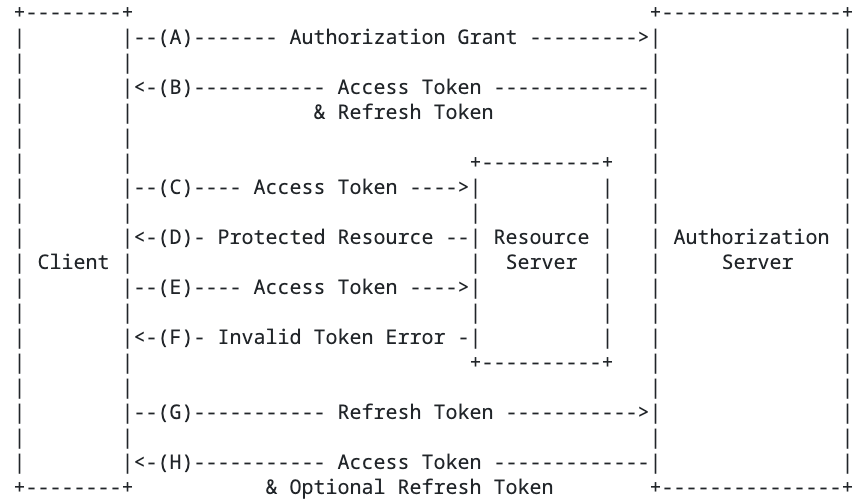 +--------+                                           +---------------+
|        |--(A)------- Authorization Grant --------->|               |
|        |                                           |               |
|        |<-(B)----------- Access Token -------------|               |
|        |               & Refresh Token             |               |
|        |                                           |               |
|        |                            +----------+   |               |
|        |--(C)---- Access Token ---->|          |   |               |
|        |                            |          |   |               |
|        |<-(D)- Protected Resource --| Resource |   | Authorization |
| Client |                            |  Server  |   |     Server    |
|        |--(E)---- Access Token ---->|          |   |               |
|        |                            |          |   |               |
|        |<-(F)- Invalid Token Error -|          |   |               |
|        |                            +----------+   |               |
|        |                                           |               |
|        |--(G)----------- Refresh Token ----------->|               |
|        |                                           |               |
|        |<-(H)----------- Access Token -------------|               |
+--------+           & Optional Refresh Token        +---------------+